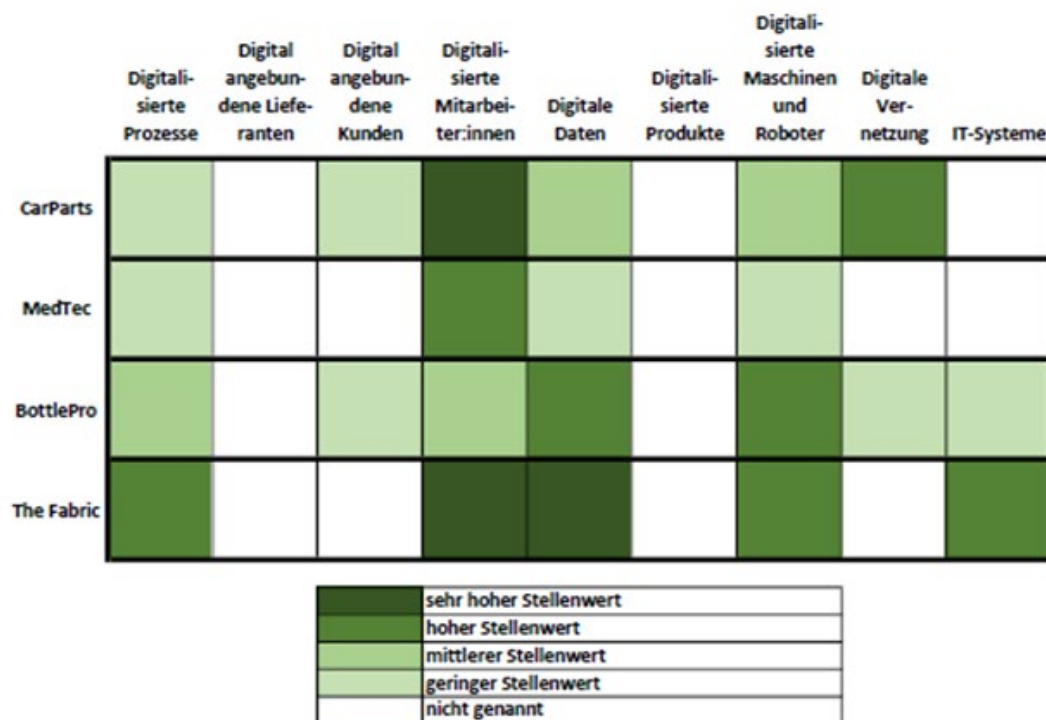 Digitali-
sierte
Prozesse
Digital
angebun-
dene Liefe-
ranten
Digital
angebun-
dene
Kunden
Digitali-
sierte
Mitarbei-
ter:innen
Digitale
Daten
Digitali-
sierte
Produkte
Digitali-
sierte
Maschinen
und
Roboter
Digitale
Ver-
netzung
IT-Systeme
CarParts
MedTec
BottlePro
The Fabric
sehr hoher Stellenwert
hoher Stellenwert
mittlerer Stellenwert
geringer Stellenwert
nicht genannt